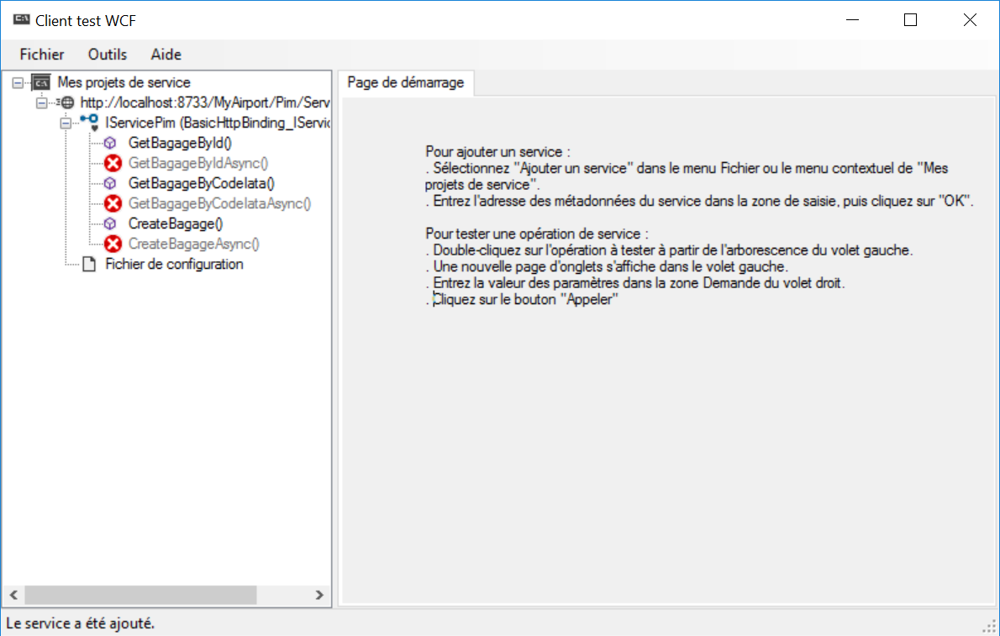 Client test WCF
Fichier Outils Aide
Mes projets de service
http://localhost:8733/MyAirport/Pim/Serv
IServicePim (BasicHttpBinding_IServic
GetBagageById()
GetBagageByIdAsync()
GetBagageByCodeIata()
GetBagageByCodeIataAsync()
CreateBagage()
CreateBagageAsync()
Fichier de configuration
Page de démarrage
Pour ajouter un service :
. Sélectionnez "Ajouter un service" dans le menu Fichier ou le menu contextuel de "Mes
projets de service".
. Entrez l'adresse des métadonnées du service dans la zone de saisie, puis cliquez sur "OK".
Pour tester une opération de service :
. Double-cliquez sur l'opération à tester à partir de l'arborescence du volet gauche.
. Une nouvelle page d'onglets s'affiche dans le volet gauche.
. Entrez la valeur des paramètres dans la zone Demande du volet droit.
. Cliquez sur le bouton "Appeler"
Le service a été ajouté.